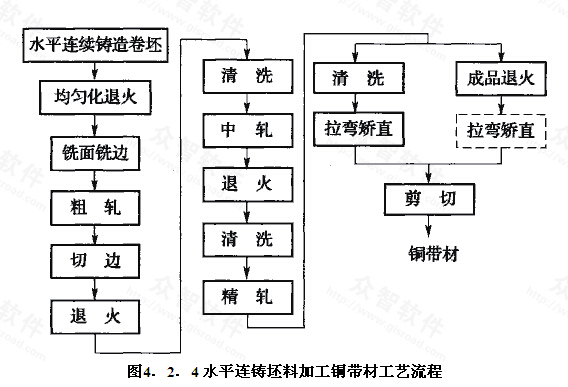 水平连续铸造卷坯
均匀化退火
铣面铣边
粗轧
切边
退火
清洗
中轧
退火
清洗
精轧
清洗
拉弯矫直
成品退火
拉弯矫直
剪切
铜带材
图4．2．4水平连铸坯料加工铜带材工艺流程